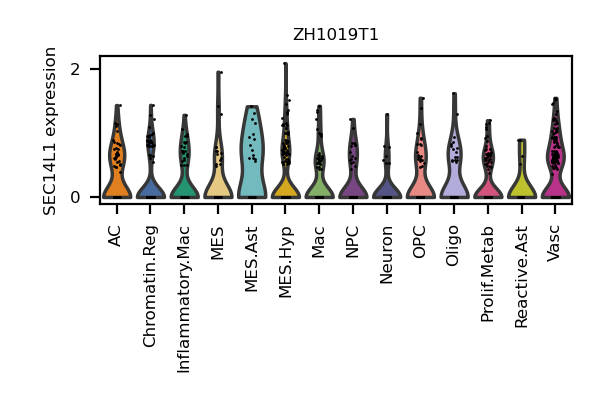 ZH1019T1
SEC14L1 expression
2
0
AC
Chromatin.Reg
Inflammatory.Mac
MES
MES.Ast
MES.Hyp
Mac
NPC
Neuron
OPC
Oligo
Prolif.Metab
Reactive.Ast
Vasc